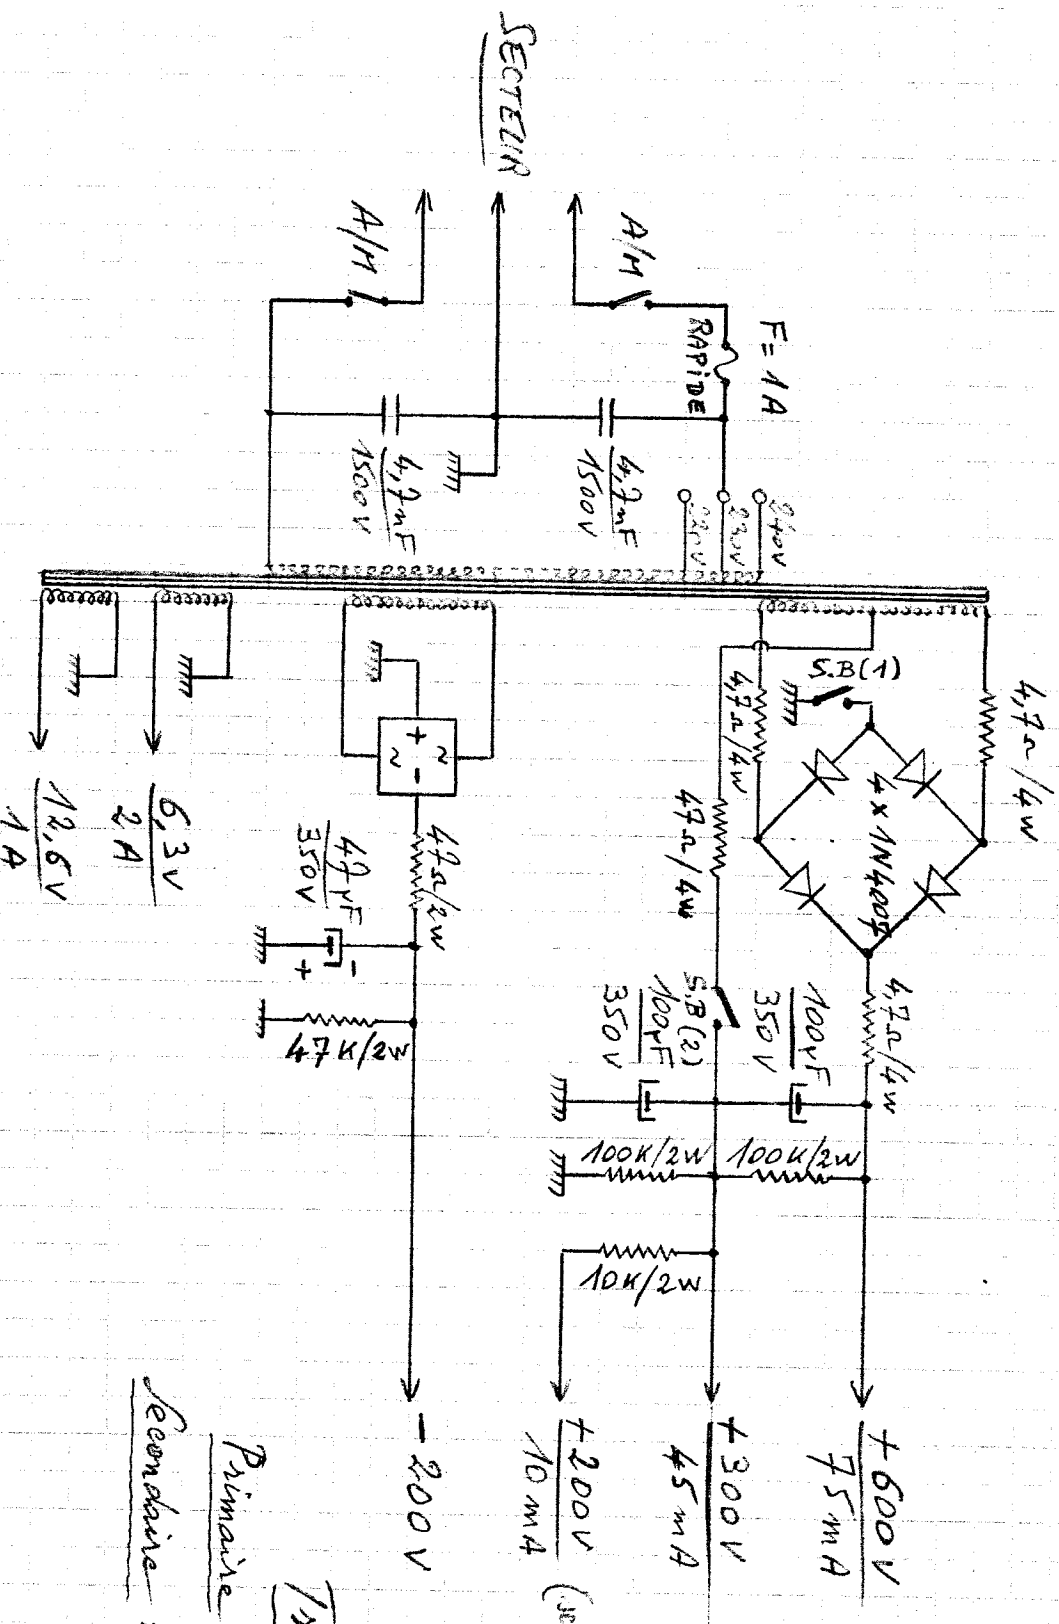 SECTEUR
A/M
A/M
F = 1A
RAPIDE
4,7nF
1500V
4,7nF
1500V
240V
230V
220V
4,7Ω/4W
S.B(1)
4,7Ω/4W
4 x 1N4007
47Ω/4W
4,7Ω/4W
S.B(2)
100µF
350V
100µF
350V
100K/2W
100K/2W
10K/2W
+600V
75mA
+300V
45mA
+200V
10mA
~
+
-
~
47Ω/2W
47µF
350V
-
+
47K/2W
-200V
6,3V
2A
12,6V
1A
Primaire
Secondaire